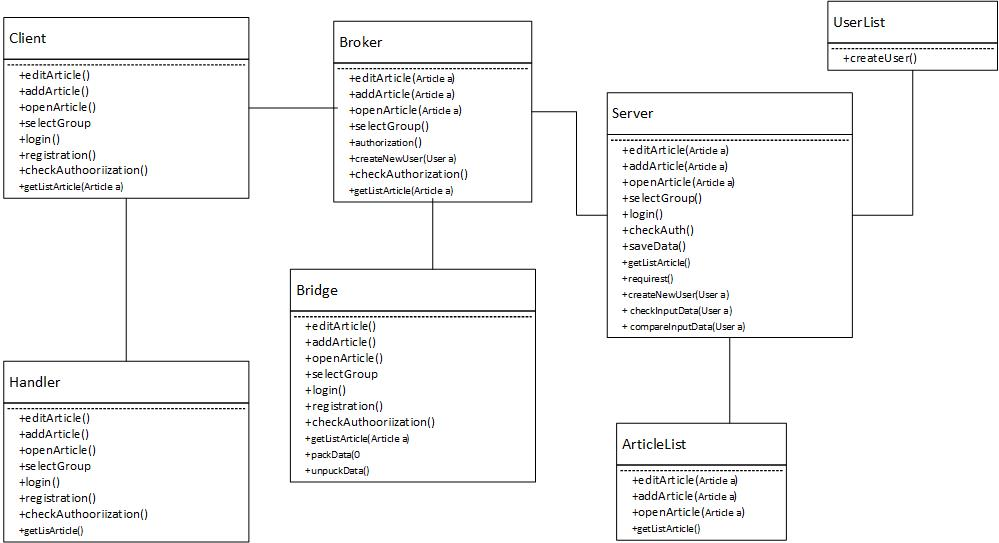 Client
+editArticle()
+addArticle()
+openArticle()
+selectGroup
+login()
+registration()
+checkAuthooriization()
+getListArticle(Article a)
Broker
+editArticle(Article a)
+addArticle(Article a)
+openArticle(Article a)
+selectGroup()
+authorization()
+createNewUser(User a)
+checkAuthorization()
+getListArticle(Article a)
UserList
+createUser()
Server
+editArticle(Article a)
+addArticle(Article a)
+openArticle(Article a)
+selectGroup()
+login()
+checkAuth()
+saveData()
+getListArticle()
+requirest()
+createNewUser(User a)
+ checkInputData(User a)
+ compareInputData(User a)
Bridge
+editArticle()
+addArticle()
+openArticle()
+selectGroup
+login()
+registration()
+checkAuthooriization()
+getListArticle(Article a)
+packData(0
+unpuckData()
Handler
+editArticle()
+addArticle()
+openArticle()
+selectGroup
+login()
+registration()
+checkAuthooriization()
+getLisArticle()
ArticleList
+editArticle(Article a)
+addArticle(Article a)
+openArticle(Article a)
+getListArticle()